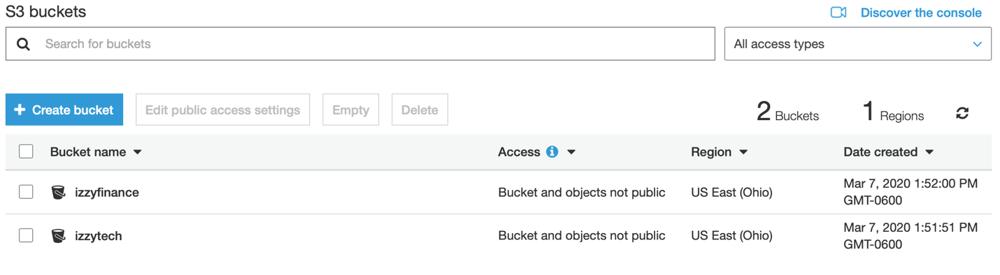 S3 buckets
Discover the console
Search for buckets
All access types
Create bucket
Edit public access settings
Empty
Delete
2 Buckets
1 Regions
Bucket name
Access
Region
Date created
izzyfinance
Bucket and objects not public
US East (Ohio)
Mar 7, 2020 1:52:00 PM
GMT-0600
izzytech
Bucket and objects not public
US East (Ohio)
Mar 7, 2020 1:51:51 PM
GMT-0600